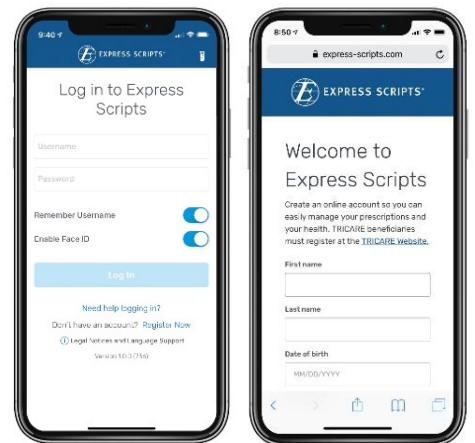 9:40
EXPRESS SCRIPTS
Log in to Express
Scripts
Username
Password
Remember Username
Enable Face ID
Log In
Need help logging in?
Don't have an account? Register Now
Legal Notices and Language Support
8:50
express-scripts.com
EXPRESS SCRIPTS
Welcome to
Express Scripts
Create an online account so you can
easily manage your prescriptions and
your health. TRICARE beneficiaries
must register at the TRICARE Website.
First name
Last name
Date of birth
MM/DD/YYYY